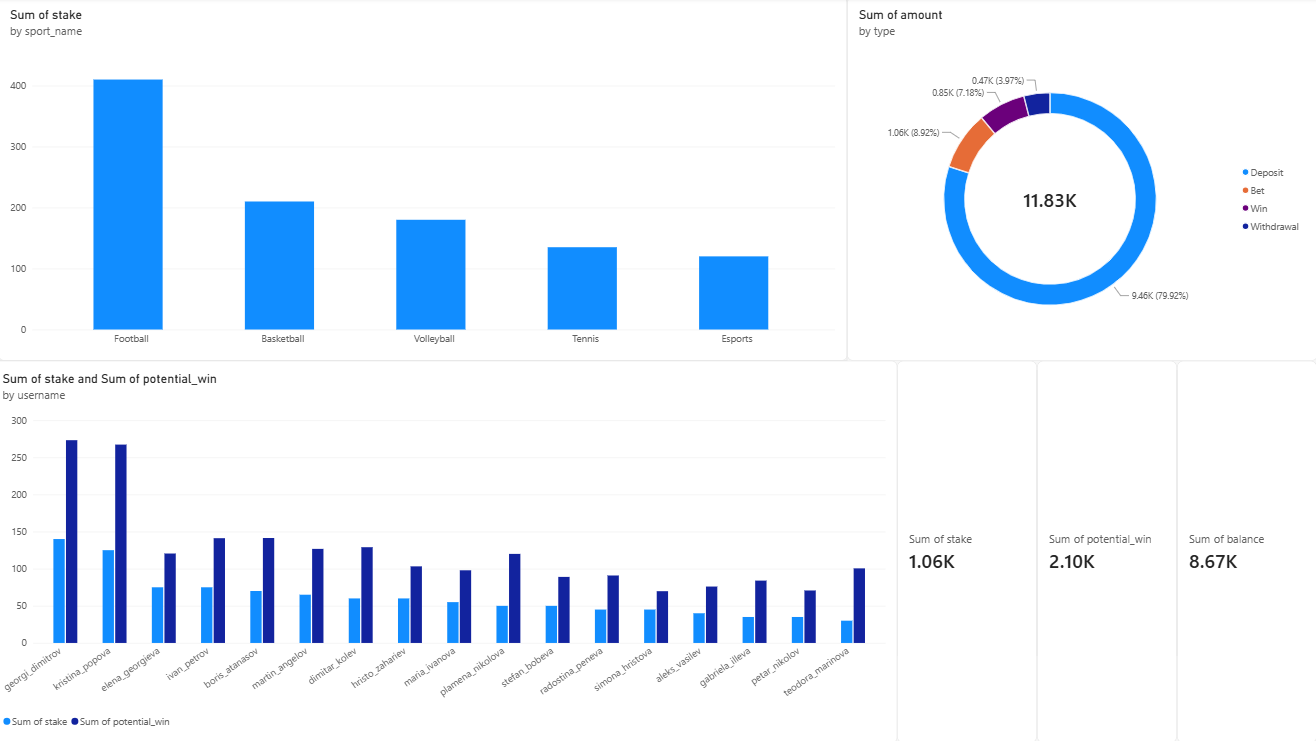 Sum of stake
by sport_name
400
300
200
100
0
Football Basketball Volleyball Tennis Esports
Sum of amount
by type
0.47K (3.97%)
0.85K (7.18%)
1.06K (8.92%)
11.83K
9.46K (79.92%)
Deposit
Bet
Win
Withdrawal
Sum of stake and Sum of potential_win
by username
300
250
200
150
100
50
0
georgi_dimitrov kristina_popova elena_georgieva ivan_petrov boris_atanasov martin_angelov dimitar_kolev hristo_zahariev maria_ivanova plamena_nikolova stefan_bobeva radostina_peneva simona_hristova aleks_vasilev gabriela_ilieva petar_nikolov teodora_marinova
Sum of stake Sum of potential_win
Sum of stake
1.06K
Sum of potential_win
2.10K
Sum of balance
8.67K